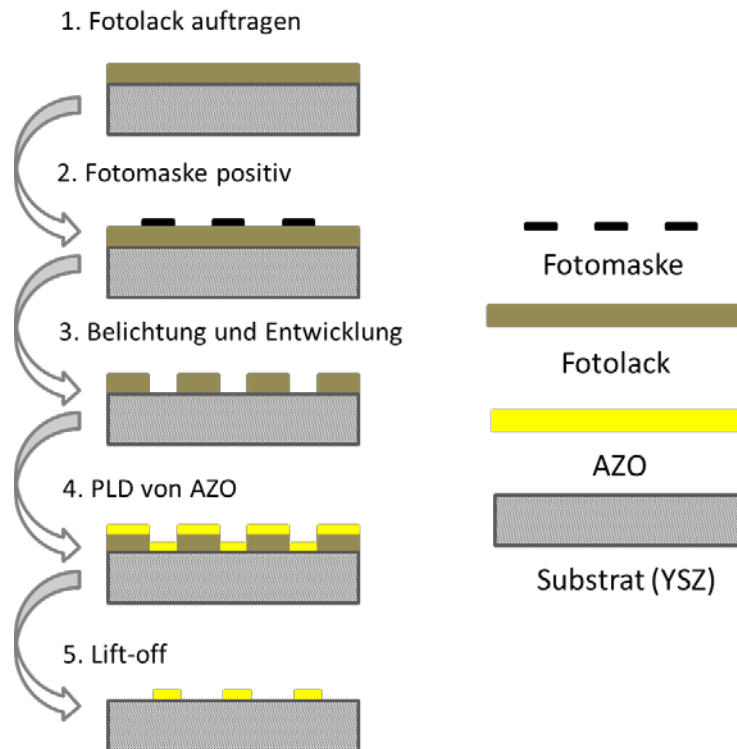 1. Fotolack auftragen
2. Fotomaske positiv
3. Belichtung und Entwicklung
4. PLD von AZO
5. Lift-off
Fotomaske
Fotolack
AZO
Substrat (YSZ)